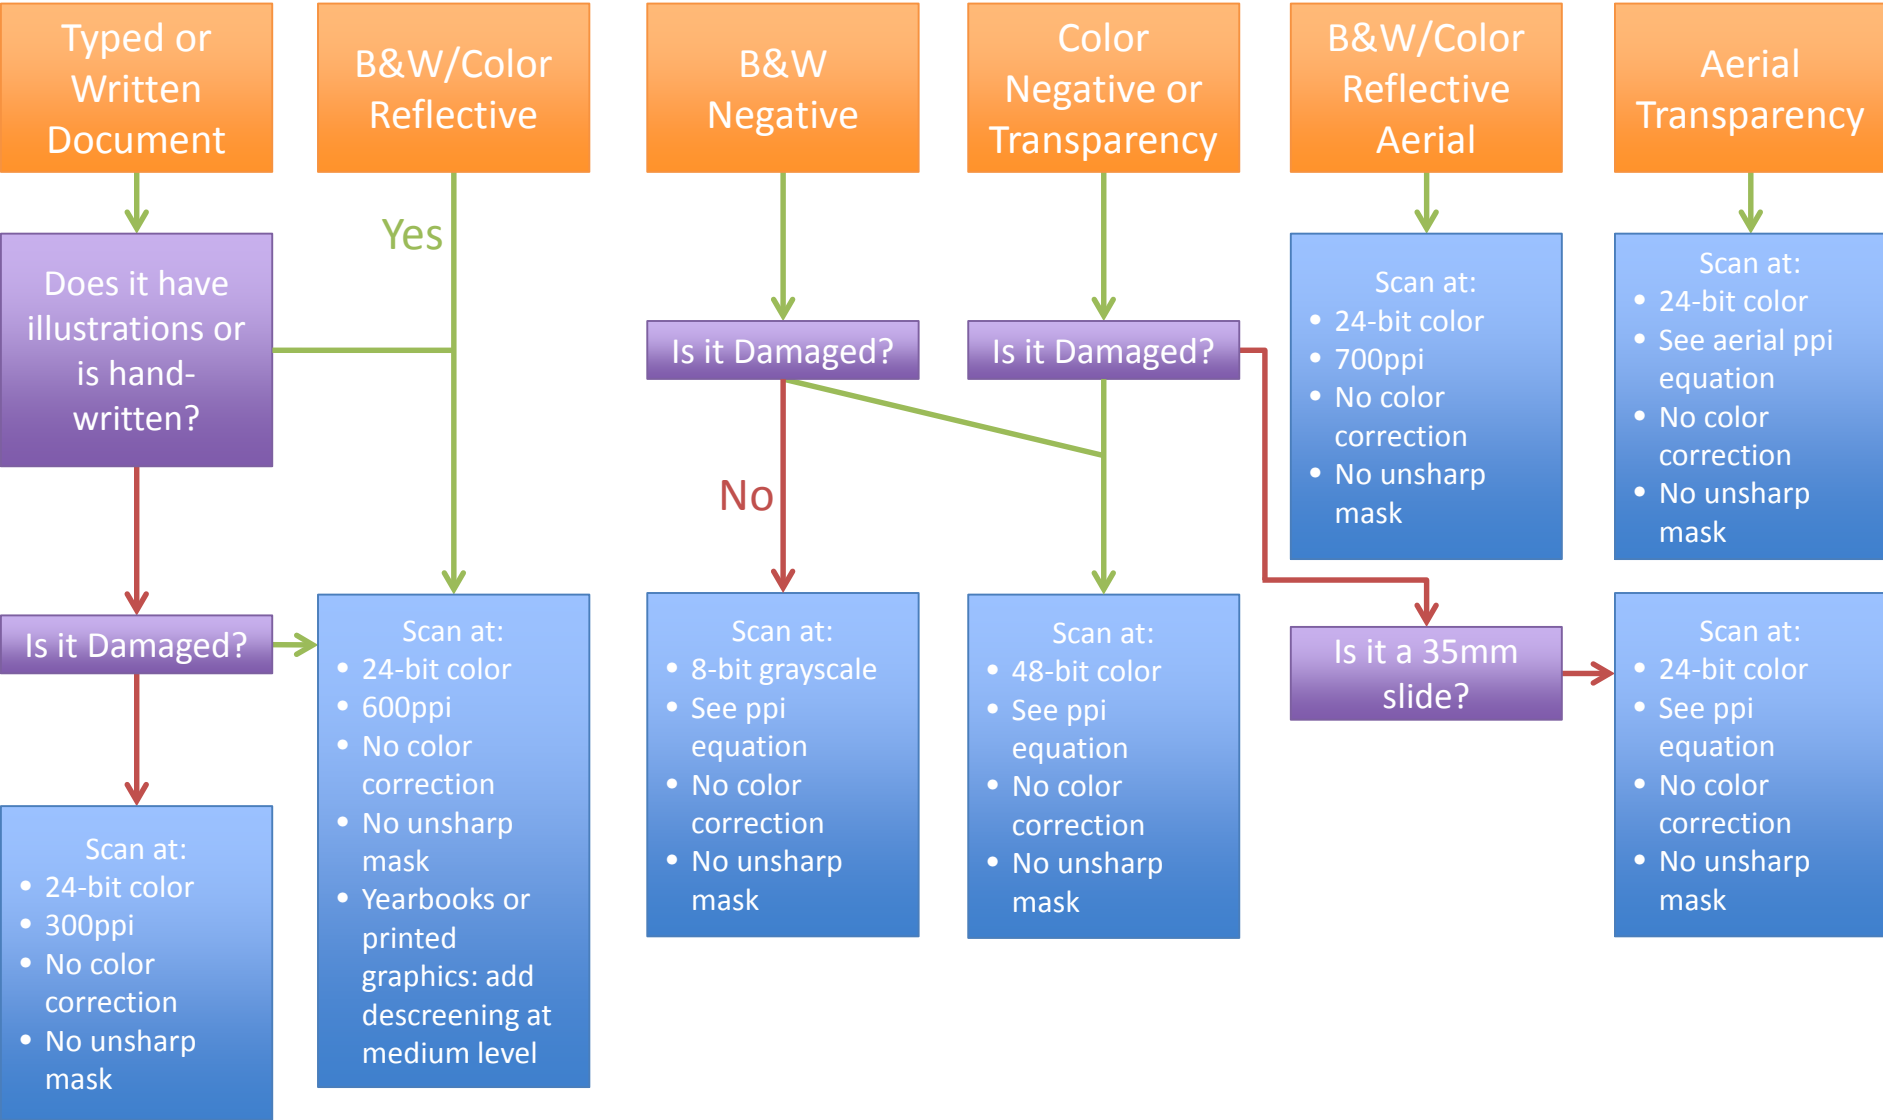 Typed or
Written
Document
B&W/Color
Reflective
B&W
Negative
Color
Negative or
Transparency
B&W/Color
Reflective
Aerial
Aerial
Transparency
Yes
Does it have
illustrations or
is hand-
written?
Is it Damaged?
Is it Damaged?
Scan at:
• 24-bit color
• 700ppi
• No color
correction
• No unsharp
mask
Scan at:
• 24-bit color
• See aerial ppi
equation
• No color
correction
• No unsharp
mask
No
Is it Damaged?
Scan at:
• 24-bit color
• 300ppi
• No color
correction
• No unsharp
mask
Scan at:
• 24-bit color
• 600ppi
• No color
correction
• No unsharp
mask
• Yearbooks or
printed
graphics: add
descreening at
medium level
Scan at:
• 8-bit grayscale
• See ppi
equation
• No color
correction
• No unsharp
mask
Scan at:
• 48-bit color
• See ppi
equation
• No color
correction
• No unsharp
mask
Is it a 35mm
slide?
Scan at:
• 24-bit color
• See ppi
equation
• No color
correction
• No unsharp
mask